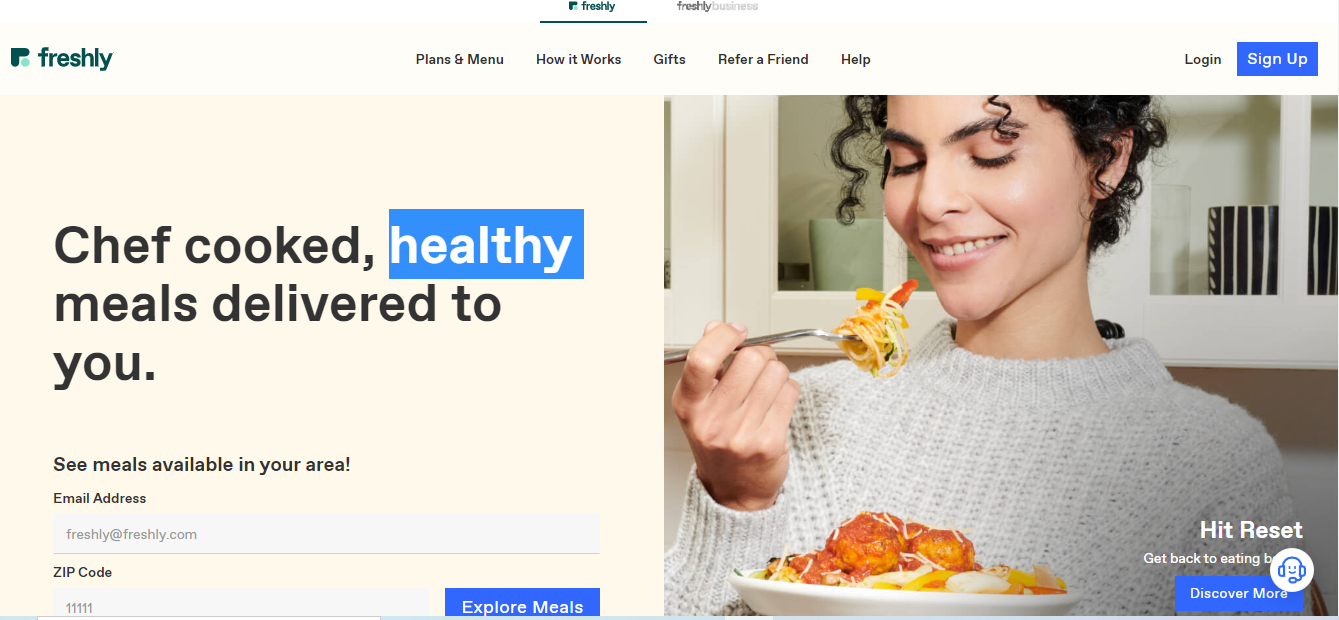 freshly
freshly business
freshly
Plans & Menu
How it Works
Gifts
Refer a Friend
Help
Login
Sign Up
Chef cooked, healthy
meals delivered to
you.
See meals available in your area!
Email Address
freshly@freshly.com
ZIP Code
11111
Explore Meals
Hit Reset
Get back to eating
Discover More